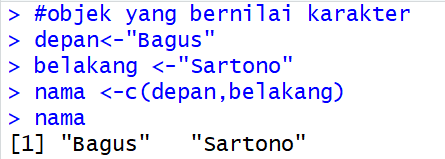 > #objek yang bernilai karakter
> depan<-"Bagus"
> belakang <-"Sartono"
> nama <-c(depan,belakang)
> nama
[1] "Bagus"   "Sartono"